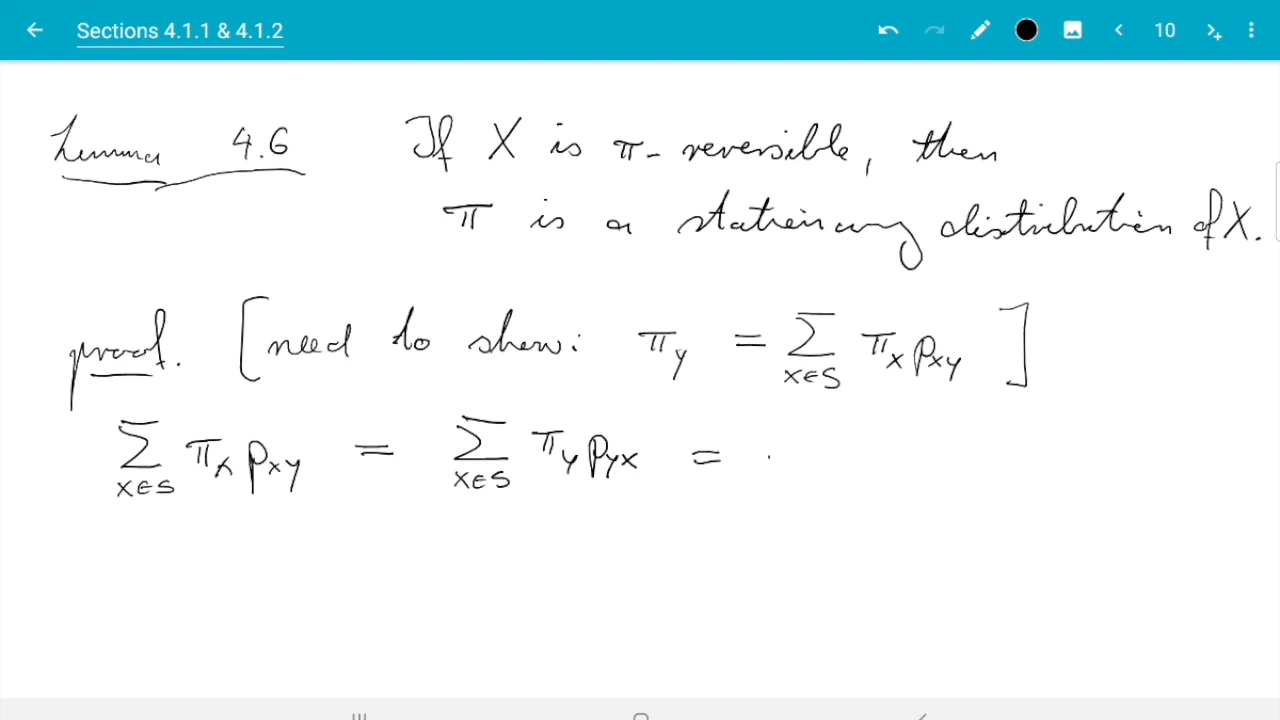 Sections 4.1.1 & 4.1.2
10
Lemma 4.6 If X is π-reversible, then
π is a stationary distribution of X.
proof. [need to show: π_y = ∑_{x∈S} π_x p_{xy} ]
∑_{x∈S} π_x p_{xy} = ∑_{x∈S} π_y p_{yx} =